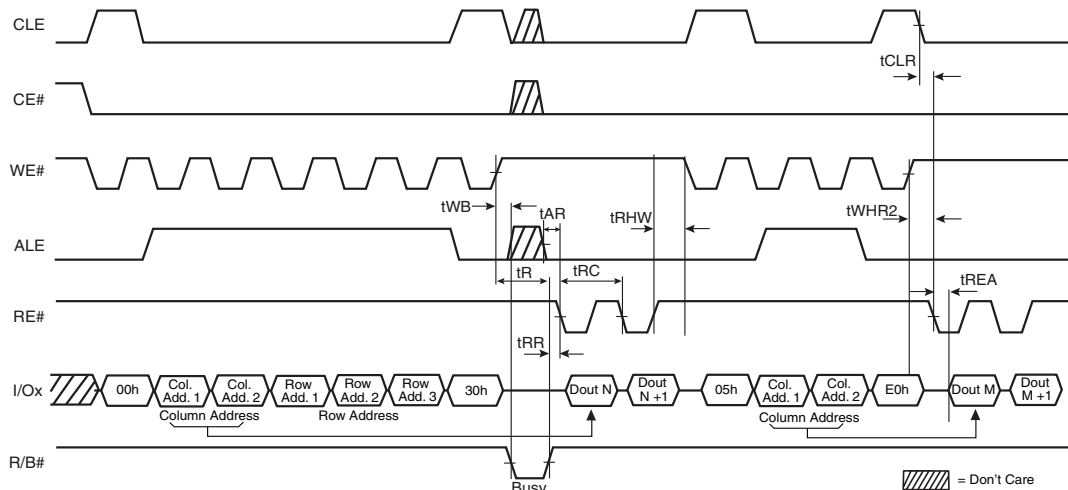 CLE
tCLR
CE#
WE#
tWB
tAR
tRHW
tWHR2
ALE
tR
tRC
tREA
RE#
tRR
I/Ox
00h
Col.
Add. 1
Col.
Add. 2
Row
Add. 1
Row
Add. 2
Row
Add. 3
30h
Dout N
Dout
N +1
05h
Col.
Add. 1
Col.
Add. 2
E0h
Dout M
Dout
M +1
Column Address
Row Address
Column Address
R/B#
Busy
= Don't Care